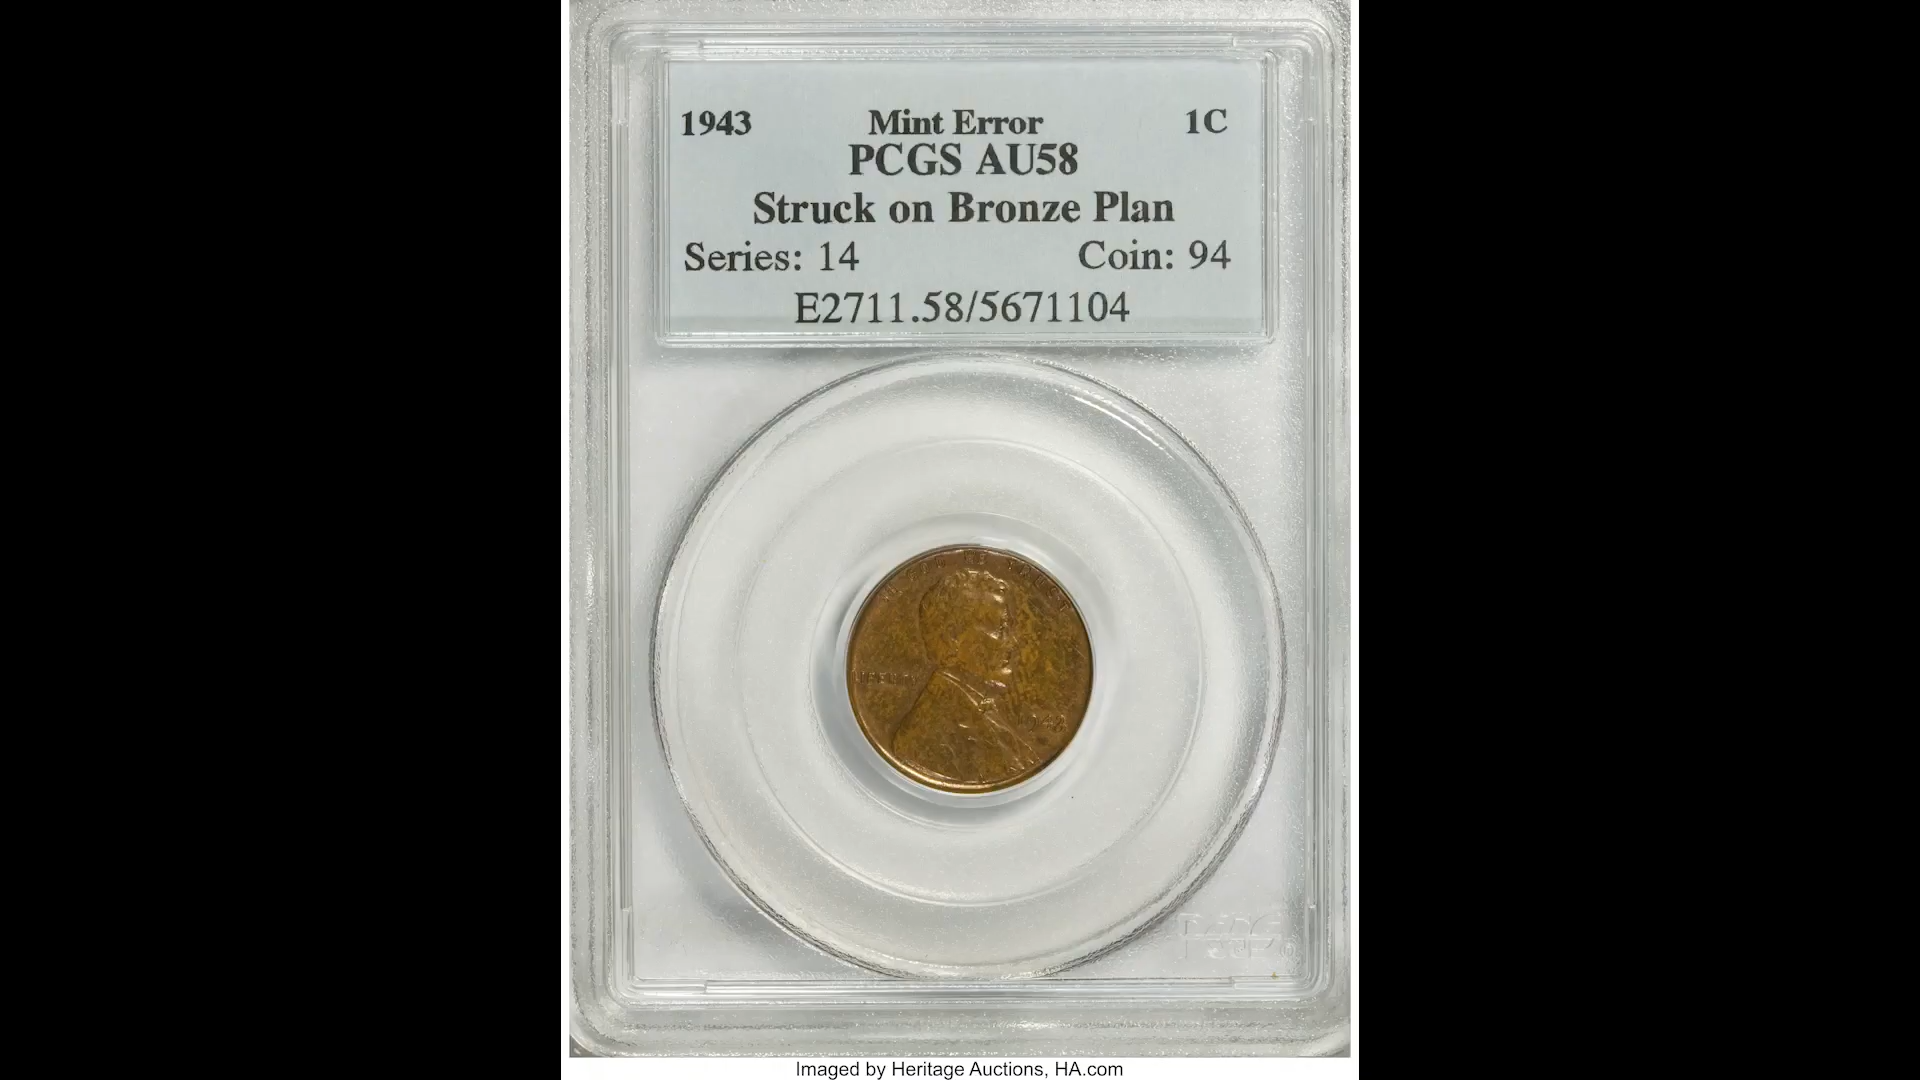 1943 Mint Error 1C
PCGS AU58
Struck on Bronze Plan
Series: 14 Coin: 94
E2711.58/5671104
LIBERTY
Imaged by Heritage Auctions, HA.com